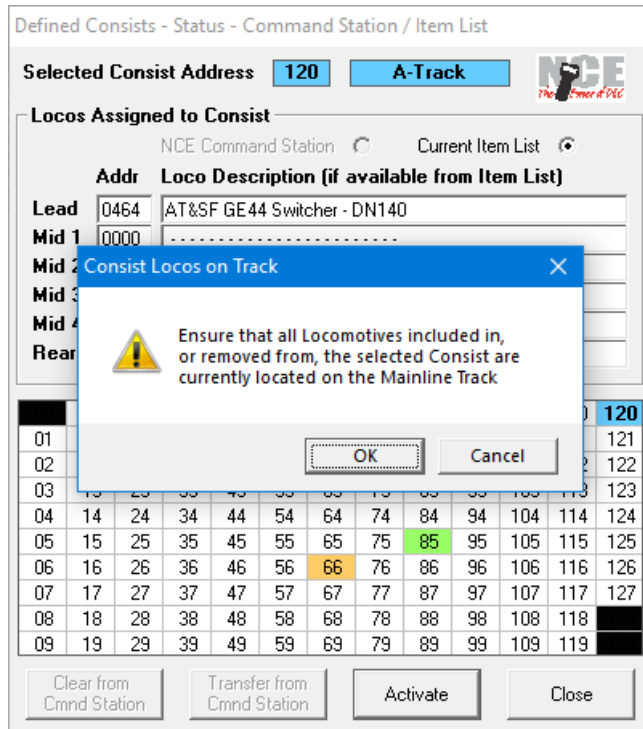 Defined Consists - Status - Command Station / Item List
Selected Consist Address 120 A-Track
NCE
Locos Assigned to Consist
NCE Command Station Current Item List
Addr Loco Description (if available from Item List)
Lead 0464 AT&SF GE44 Switcher - DN140
Mid 1 0000 - - - - - - - - - - - - - - - - - - - - - - - -
Mid
Mid
Mid
Rear
Consist Locos on Track
Ensure that all Locomotives included in,
or removed from, the selected Consist are
currently located on the Mainline Track
OK Cancel
120
01 121
02 122
03 123
04 14 24 34 44 54 64 74 84 94 104 114 124
05 15 25 35 45 55 65 75 85 95 105 115 125
06 16 26 36 46 56 66 76 86 96 106 116 126
07 17 27 37 47 57 67 77 87 97 107 117 127
08 18 28 38 48 58 68 78 88 98 108 118
09 19 29 39 49 59 69 79 89 99 109 119
Clear from Transfer from Activate Close
Cmnd Station Cmnd Station